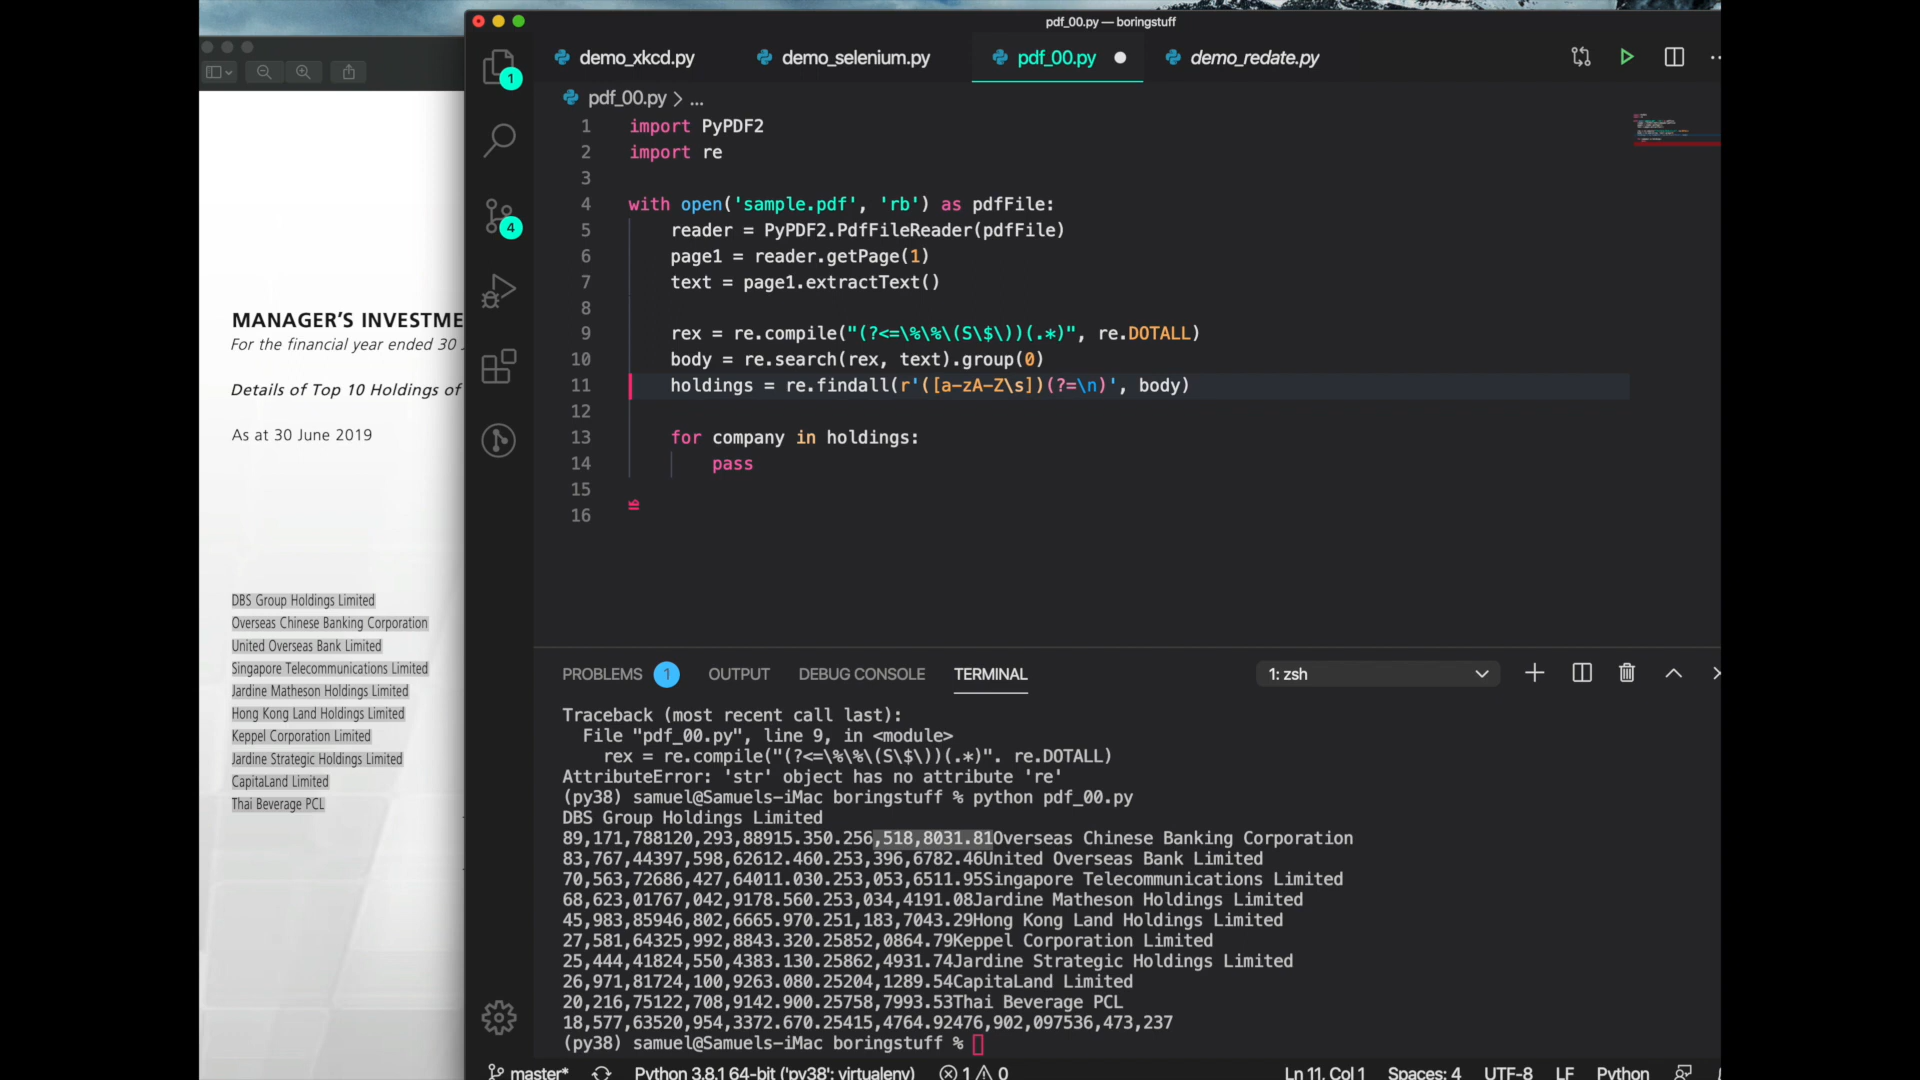 pdf_00.py — boringstuff
demo_xkcd.py
demo_selenium.py
pdf_00.py
demo_redate.py
1
4
pdf_00.py > ...
1 import PyPDF2
2 import re
3
4 with open('sample.pdf', 'rb') as pdfFile:
5 reader = PyPDF2.PdfFileReader(pdfFile)
6 page1 = reader.getPage(1)
7 text = page1.extractText()
8
9 rex = re.compile("(?<=\%\%\(S\$\))(.*)", re.DOTALL)
10 body = re.search(rex, text).group(0)
11 holdings = re.findall(r'([a-zA-Z\s])(?=\n)', body)
12
13 for company in holdings:
14 pass
15
16
MANAGER'S INVESTME
For the financial year ended 30
Details of Top 10 Holdings of
As at 30 June 2019
DBS Group Holdings Limited
Overseas Chinese Banking Corporation
United Overseas Bank Limited
Singapore Telecommunications Limited
Jardine Matheson Holdings Limited
Hong Kong Land Holdings Limited
Keppel Corporation Limited
Jardine Strategic Holdings Limited
CapitaLand Limited
Thai Beverage PCL
PROBLEMS 1 OUTPUT DEBUG CONSOLE TERMINAL
1: zsh
Traceback (most recent call last):
File "pdf_00.py", line 9, in <module>
rex = re.compile("(?<=\%\%\(S\$\))(.*)". re.DOTALL)
AttributeError: 'str' object has no attribute 're'
(py38) samuel@Samuels-iMac boringstuff % python pdf_00.py
DBS Group Holdings Limited
89,171,788120,293,88915.350.256,518,8031.81Overseas Chinese Banking Corporation
83,767,44397,598,62612.460.253,396,6782.46United Overseas Bank Limited
70,563,72686,427,64011.030.253,053,6511.95Singapore Telecommunications Limited
68,623,01767,042,9178.560.253,034,4191.08Jardine Matheson Holdings Limited
45,983,85946,802,6665.970.251,183,7043.29Hong Kong Land Holdings Limited
27,581,64325,992,8843.320.25852,0864.79Keppel Corporation Limited
25,444,41824,550,4383.130.25862,4931.74Jardine Strategic Holdings Limited
26,971,81724,100,9263.080.25204,1289.54CapitaLand Limited
20,216,75122,708,9142.900.25758,7993.53Thai Beverage PCL
18,577,63520,954,3372.670.25415,4764.92476,902,097536,473,237
(py38) samuel@Samuels-iMac boringstuff %
master* Python 3.8.1 64-bit ('py38': virtualenv) 1 0 Ln 11, Col 1 Spaces: 4 UTF-8 LF Python